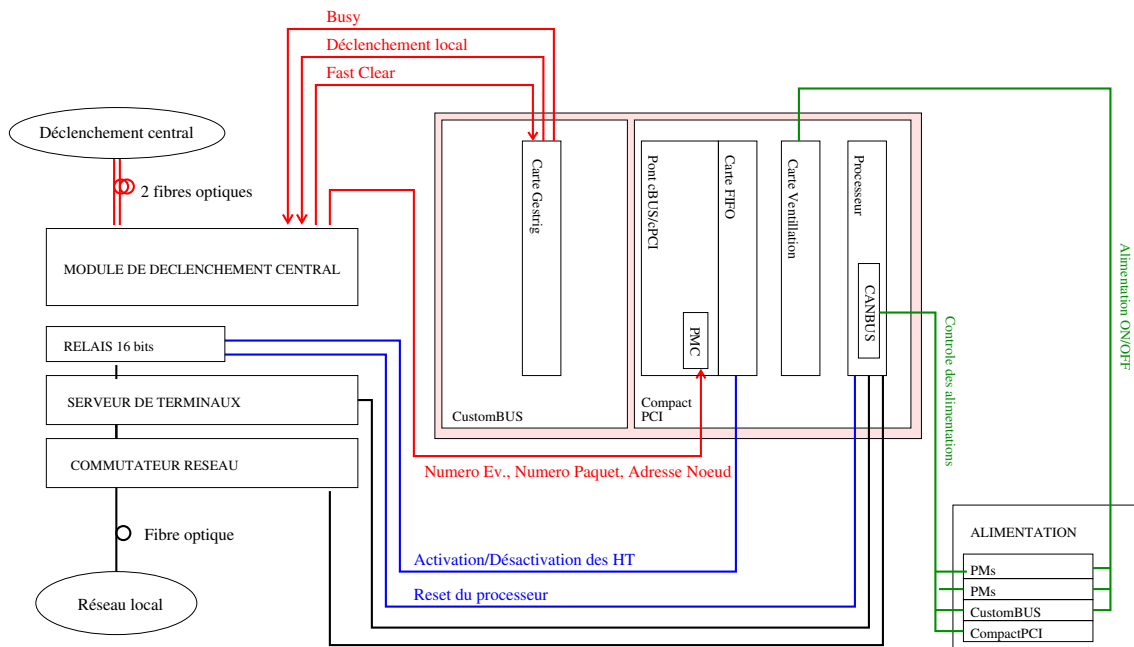 Busy
Déclenchement local
Fast Clear
Déclenchement central
2 fibres optiques
MODULE DE DECLENCHEMENT CENTRAL
RELAIS 16 bits
SERVEUR DE TERMINAUX
COMMUTATEUR RESEAU
Fibre optique
Réseau local
Carte Gestrig
CustomBUS
Pont cBUS/cPCI
PMC
Carte FIFO
Carte Ventillation
Processeur
CANBUS
Compact
PCI
Numero Ev., Numero Paquet, Adresse Noeud
Activation/Désactivation des HT
Reset du processeur
Controle des alimentations
Alimentation ON/OFF
ALIMENTATION
PMs
PMs
CustomBUS
CompactPCI